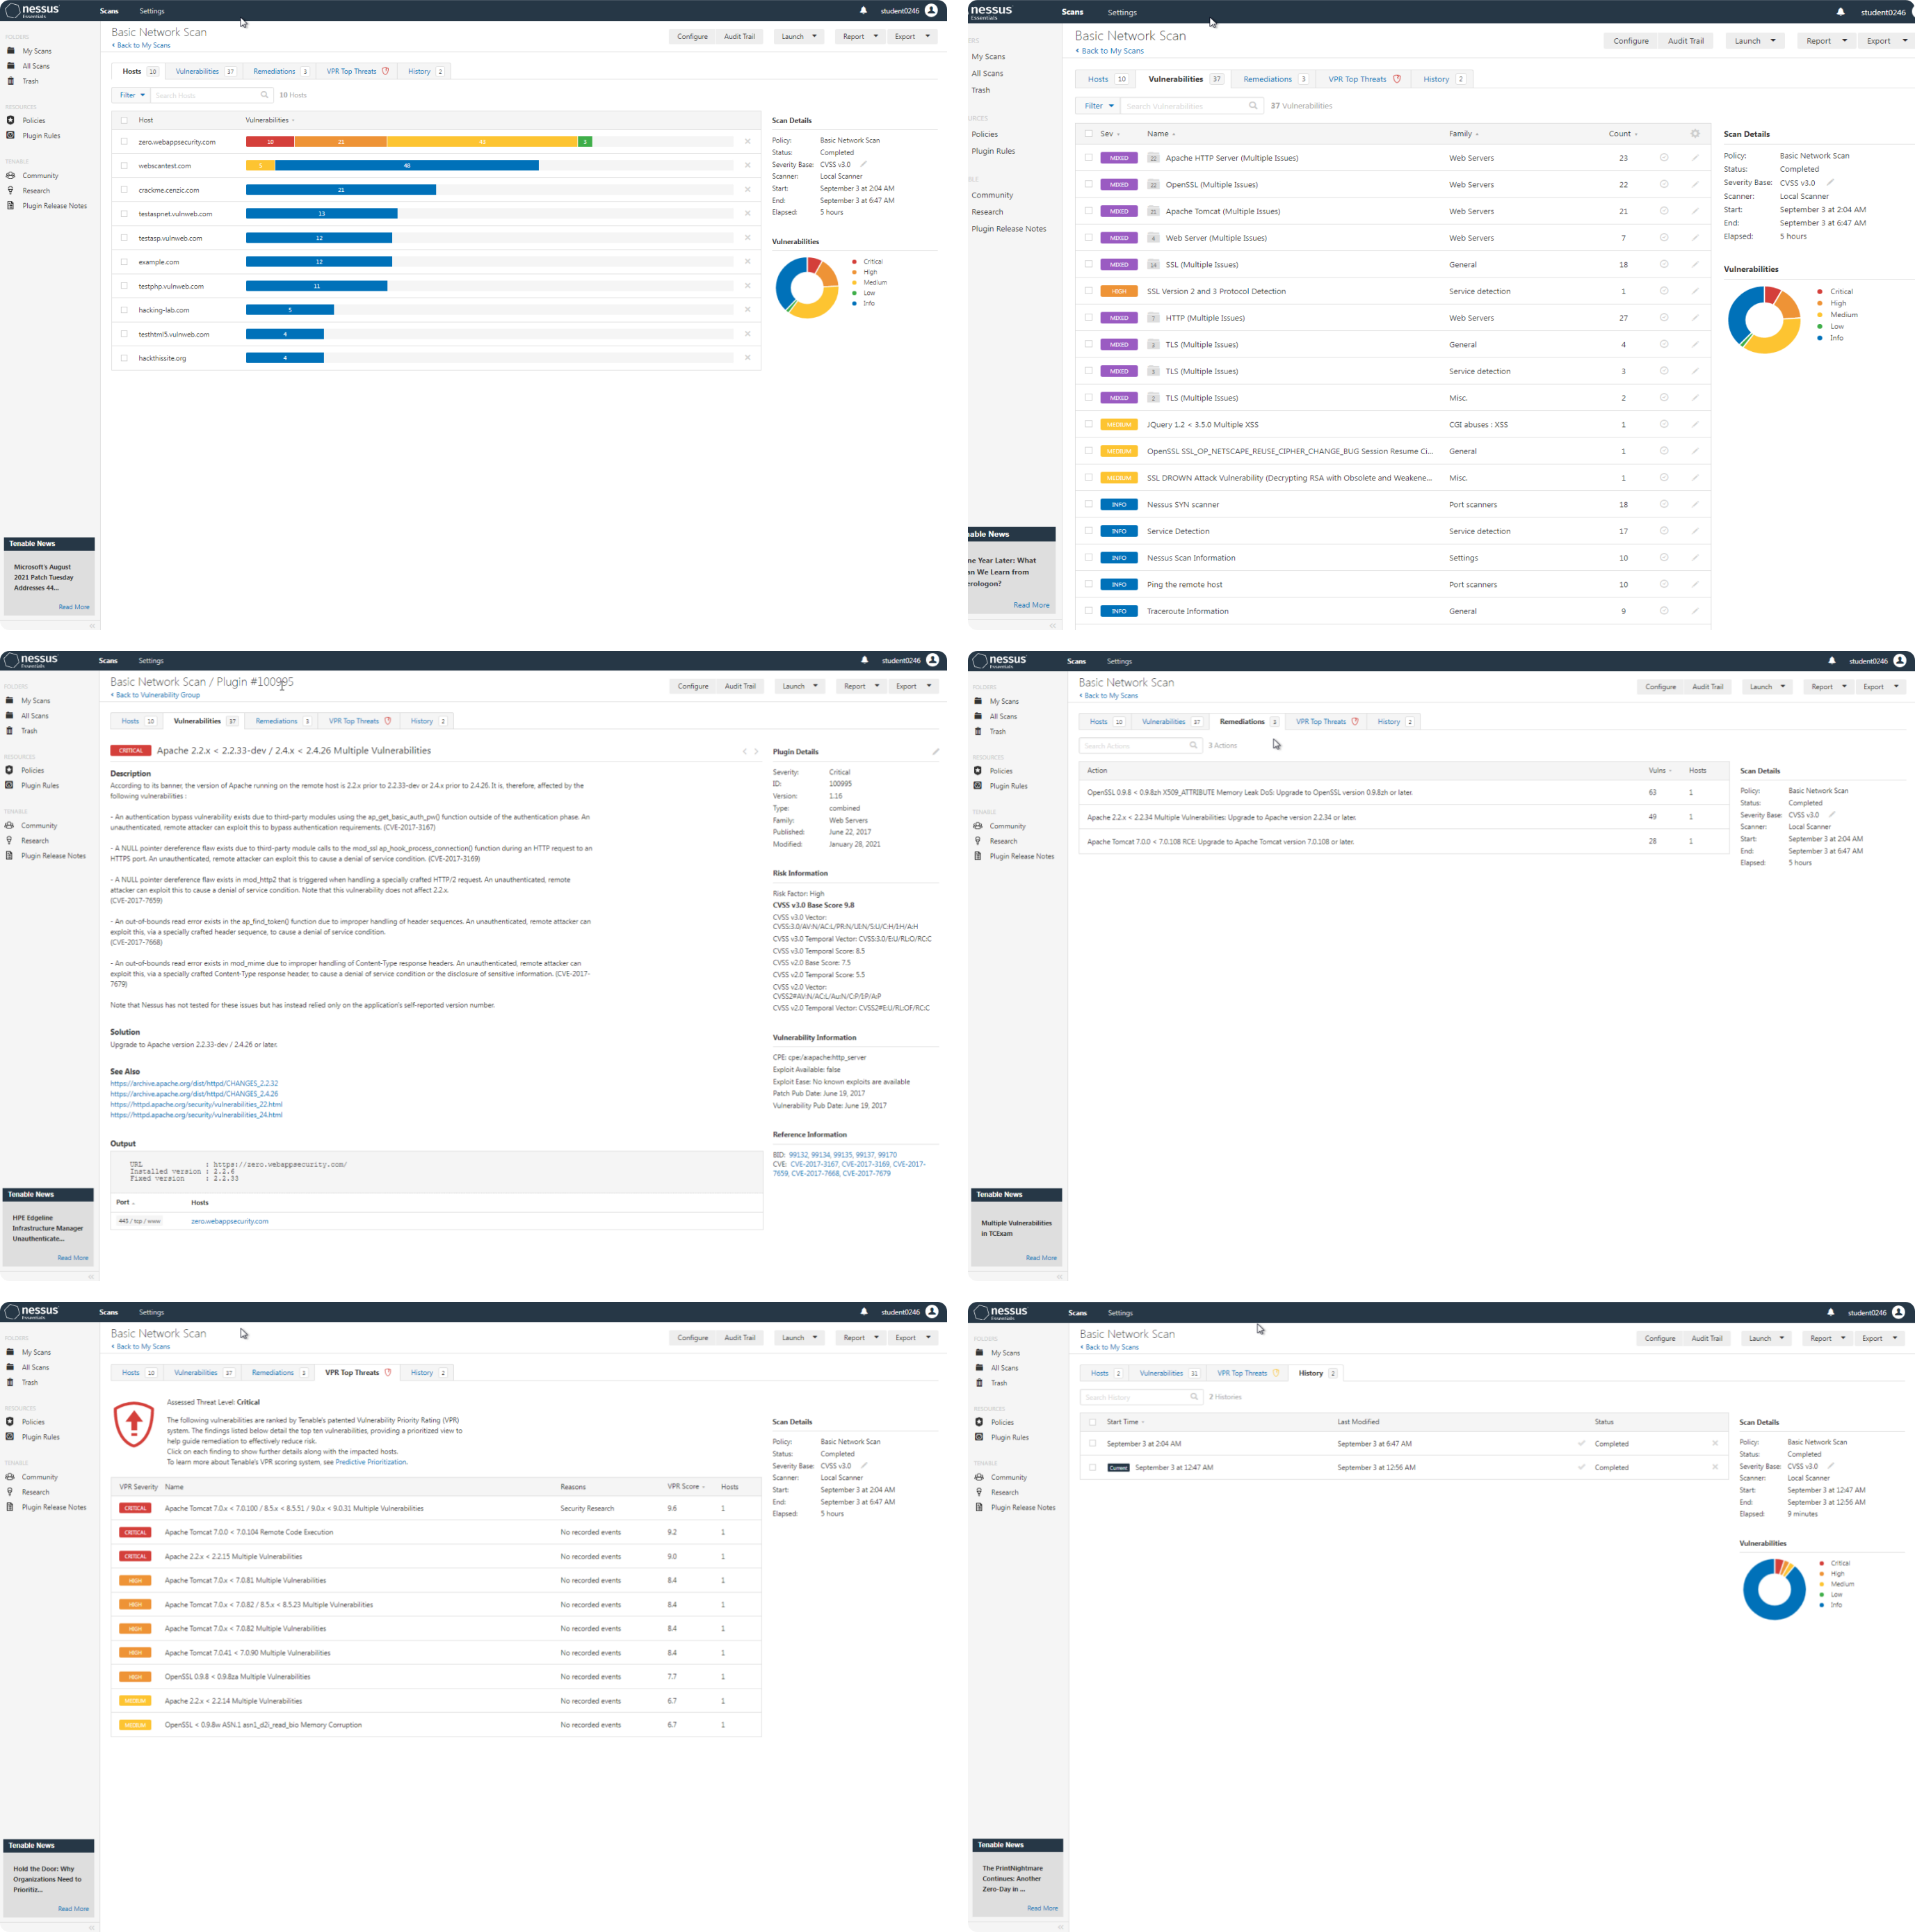 nessus
Essentials
Scans Settings student0246
FOLDERS
My Scans
All Scans
Trash
RESOURCES
Policies
Plugin Rules
TENABLE
Community
Research
Plugin Release Notes
Tenable News
Microsoft's August
2021 Patch Tuesday
Addresses 44...
Read More
Basic Network Scan
Back to My Scans
Configure Audit Trail Launch Report Export
Hosts 10 Vulnerabilities 37 Remediations 3 VPR Top Threats History 2
Filter Search Hosts 10 Hosts
Host Vulnerabilities
zero.webappsecurity.com 10 21 41 3
webscantest.com 5 48
crackme.cenzic.com 21
testaspnet.vulnweb.com 13
testasp.vulnweb.com 12
example.com 12
testphp.vulnweb.com 11
hacking-lab.com 5
testhtml5.vulnweb.com 4
hackthissite.org 4
Scan Details
Policy: Basic Network Scan
Status: Completed
Severity Base: CVSS v3.0
Scanner: Local Scanner
Start: September 3 at 2:04 AM
End: September 3 at 6:47 AM
Elapsed: 5 hours
Vulnerabilities
Critical
High
Medium
Low
Info
nessus
Essentials
Scans Settings student0246
ERS
My Scans
All Scans
Trash
URCES
Policies
Plugin Rules
BLE
Community
Research
Plugin Release Notes
able News
ne Year Later: What
an We Learn from
erologon?
Read More
Basic Network Scan
Back to My Scans
Configure Audit Trail Launch Report Export
Hosts 10 Vulnerabilities 37 Remediations 3 VPR Top Threats History 2
Filter Search Vulnerabilities 37 Vulnerabilities
Sev Name Family Count
MIXED 22 Apache HTTP Server (Multiple Issues) Web Servers 23
MIXED 22 OpenSSL (Multiple Issues) Web Servers 22
MIXED 21 Apache Tomcat (Multiple Issues) Web Servers 21
MIXED 4 Web Server (Multiple Issues) Web Servers 7
MIXED 14 SSL (Multiple Issues) General 18
HIGH SSL Version 2 and 3 Protocol Detection Service detection 1
MIXED 7 HTTP (Multiple Issues) Web Servers 27
MIXED 3 TLS (Multiple Issues) General 4
MIXED 3 TLS (Multiple Issues) Service detection 3
MIXED 2 TLS (Multiple Issues) Misc. 2
MEDIUM JQuery 1.2 < 3.5.0 Multiple XSS CGI abuses : XSS 1
MEDIUM OpenSSL SSL_OP_NETSCAPE_REUSE_CIPHER_CHANGE_BUG Session Resume Ci... General 1
MEDIUM SSL DROWN Attack Vulnerability (Decrypting RSA with Obsolete and Weakene... Misc. 1
INFO Nessus SYN scanner Port scanners 18
INFO Service Detection Service detection 17
INFO Nessus Scan Information Settings 10
INFO Ping the remote host Port scanners 10
INFO Traceroute Information General 9
Scan Details
Policy: Basic Network Scan
Status: Completed
Severity Base: CVSS v3.0
Scanner: Local Scanner
Start: September 3 at 2:04 AM
End: September 3 at 6:47 AM
Elapsed: 5 hours
Vulnerabilities
Critical
High
Medium
Low
Info
nessus
Essentials
Scans Settings student0246
FOLDERS
My Scans
All Scans
Trash
RESOURCES
Policies
Plugin Rules
TENABLE
Community
Research
Plugin Release Notes
Tenable News
HPE Edgeline
Infrastructure Manager
Unauthenticate...
Read More
Basic Network Scan / Plugin #100995
Back to Vulnerability Group
Configure Audit Trail Launch Report Export
Hosts 10 Vulnerabilities 37 Remediations 3 VPR Top Threats History 2
CRITICAL Apache 2.2.x < 2.2.33-dev / 2.4.x < 2.4.26 Multiple Vulnerabilities
Description
According to its banner, the version of Apache running on the remote host is 2.2.x prior to 2.2.33-dev or 2.4.x prior to 2.4.26. It is, therefore, affected by the
following vulnerabilities :
- An authentication bypass vulnerability exists due to third-party modules using the ap_get_basic_auth_pw() function outside of the authentication phase. An
unauthenticated, remote attacker can exploit this to bypass authentication requirements. (CVE-2017-3167)
- A NULL pointer dereference flaw exists due to third-party module calls to the mod_ssl ap_hook_process_connection() function during an HTTP request to an
HTTPS port. An unauthenticated, remote attacker can exploit this to cause a denial of service condition. (CVE-2017-3169)
- A NULL pointer dereference flaw exists in mod_http2 that is triggered when handling a specially crafted HTTP/2 request. An unauthenticated, remote
attacker can exploit this to cause a denial of service condition. Note that this vulnerability does not affect 2.2.x.
(CVE-2017-7659)
- An out-of-bounds read error exists in the ap_find_token() function due to improper handling of header sequences. An unauthenticated, remote attacker can
exploit this, via a specially crafted header sequence, to cause a denial of service condition.
(CVE-2017-7668)
- An out-of-bounds read error exists in mod_mime due to improper handling of Content-Type response headers. An unauthenticated, remote attacker can
exploit this, via a specially crafted Content-Type response header, to cause a denial of service condition or the disclosure of sensitive information. (CVE-2017-
7679)
Note that Nessus has not tested for these issues but has instead relied only on the application's self-reported version number.
Solution
Upgrade to Apache version 2.2.33-dev / 2.4.26 or later.
See Also
https://archive.apache.org/dist/httpd/CHANGES_2.2.32
https://archive.apache.org/dist/httpd/CHANGES_2.4.26
https://httpd.apache.org/security/vulnerabilities_22.html
https://httpd.apache.org/security/vulnerabilities_24.html
Output
URL : https://zero.webappsecurity.com/
Installed version : 2.2.6
Fixed version : 2.2.33
Port Hosts
443 / tcp / www zero.webappsecurity.com
Plugin Details
Severity: Critical
ID: 100995
Version: 1.16
Type: combined
Family: Web Servers
Published: June 22, 2017
Modified: January 28, 2021
Risk Information
Risk Factor: High
CVSS v3.0 Base Score 9.8
CVSS v3.0 Vector:
CVSS:3.0/AV:N/AC:L/PR:N/UI:N/S:U/C:H/I:H/A:H
CVSS v3.0 Temporal Vector: CVSS:3.0/E:U/RL:O/RC:C
CVSS v3.0 Temporal Score: 8.5
CVSS v2.0 Base Score: 7.5
CVSS v2.0 Temporal Score: 5.5
CVSS v2.0 Vector:
CVSS2#AV:N/AC:L/Au:N/C:P/I:P/A:P
CVSS v2.0 Temporal Vector: CVSS2#E:U/RL:OF/RC:C
Vulnerability Information
CPE: cpe:/a:apache:http_server
Exploit Available: false
Exploit Ease: No known exploits are available
Patch Pub Date: June 19, 2017
Vulnerability Pub Date: June 19, 2017
Reference Information
BID: 99132, 99134, 99135, 99137, 99170
CVE: CVE-2017-3167, CVE-2017-3169, CVE-2017-
7659, CVE-2017-7668, CVE-2017-7679
nessus
Essentials
Scans Settings student0246
FOLDERS
My Scans
All Scans
Trash
RESOURCES
Policies
Plugin Rules
TENABLE
Community
Research
Plugin Release Notes
Tenable News
Multiple Vulnerabilities
in TCExam
Read More
Basic Network Scan
Back to My Scans
Configure Audit Trail Launch Report Export
Hosts 10 Vulnerabilities 37 Remediations 3 VPR Top Threats History 2
Search Actions 3 Actions
Action Vulns Hosts
OpenSSL 0.9.8 < 0.9.8zh X509_ATTRIBUTE Memory Leak DoS: Upgrade to OpenSSL version 0.9.8zh or later. 63 1
Apache 2.2.x < 2.2.34 Multiple Vulnerabilities: Upgrade to Apache version 2.2.34 or later. 49 1
Apache Tomcat 7.0.0 < 7.0.108 RCE: Upgrade to Apache Tomcat version 7.0.108 or later. 28 1
Scan Details
Policy: Basic Network Scan
Status: Completed
Severity Base: CVSS v3.0
Scanner: Local Scanner
Start: September 3 at 2:04 AM
End: September 3 at 6:47 AM
Elapsed: 5 hours
nessus
Essentials
Scans Settings student0246
FOLDERS
My Scans
All Scans
Trash
RESOURCES
Policies
Plugin Rules
TENABLE
Community
Research
Plugin Release Notes
Tenable News
Hold the Door: Why
Organizations Need to
Prioritiz...
Read More
Basic Network Scan
Back to My Scans
Configure Audit Trail Launch Report Export
Hosts 10 Vulnerabilities 37 Remediations 3 VPR Top Threats History 2
Assessed Threat Level: Critical
The following vulnerabilities are ranked by Tenable's patented Vulnerability Priority Rating (VPR)
system. The findings listed below detail the top ten vulnerabilities, providing a prioritized view to
help guide remediation to effectively reduce risk.
Click on each finding to show further details along with the impacted hosts.
To learn more about Tenable's VPR scoring system, see Predictive Prioritization.
VPR Severity Name Reasons VPR Score Hosts
CRITICAL Apache Tomcat 7.0.x < 7.0.100 / 8.5.x < 8.5.51 / 9.0.x < 9.0.31 Multiple Vulnerabilities Security Research 9.6 1
CRITICAL Apache Tomcat 7.0.0 < 7.0.104 Remote Code Execution No recorded events 9.2 1
CRITICAL Apache 2.2.x < 2.2.15 Multiple Vulnerabilities No recorded events 9.0 1
HIGH Apache Tomcat 7.0.x < 7.0.81 Multiple Vulnerabilities No recorded events 8.4 1
HIGH Apache Tomcat 7.0.x < 7.0.82 / 8.5.x < 8.5.23 Multiple Vulnerabilities No recorded events 8.4 1
HIGH Apache Tomcat 7.0.x < 7.0.82 Multiple Vulnerabilities No recorded events 8.4 1
HIGH Apache Tomcat 7.0.41 < 7.0.90 Multiple Vulnerabilities No recorded events 8.4 1
HIGH OpenSSL 0.9.8 < 0.9.8za Multiple Vulnerabilities No recorded events 7.7 1
MEDIUM Apache 2.2.x < 2.2.14 Multiple Vulnerabilities No recorded events 6.7 1
MEDIUM OpenSSL < 0.9.8w ASN.1 asn1_d2i_read_bio Memory Corruption No recorded events 6.7 1
Scan Details
Policy: Basic Network Scan
Status: Completed
Severity Base: CVSS v3.0
Scanner: Local Scanner
Start: September 3 at 2:04 AM
End: September 3 at 6:47 AM
Elapsed: 5 hours
nessus
Essentials
Scans Settings student0246
FOLDERS
My Scans
All Scans
Trash
RESOURCES
Policies
Plugin Rules
TENABLE
Community
Research
Plugin Release Notes
Tenable News
The PrintNightmare
Continues: Another
Zero-Day in ...
Read More
Basic Network Scan
Back to My Scans
Configure Audit Trail Launch Report Export
Hosts 2 Vulnerabilities 31 VPR Top Threats History 2
Search History 2 Histories
Start Time Last Modified Status
September 3 at 2:04 AM September 3 at 6:47 AM Completed
Current September 3 at 12:47 AM September 3 at 12:56 AM Completed
Scan Details
Policy: Basic Network Scan
Status: Completed
Severity Base: CVSS v3.0
Scanner: Local Scanner
Start: September 3 at 12:47 AM
End: September 3 at 12:56 AM
Elapsed: 9 minutes
Vulnerabilities
Critical
High
Medium
Low
Info